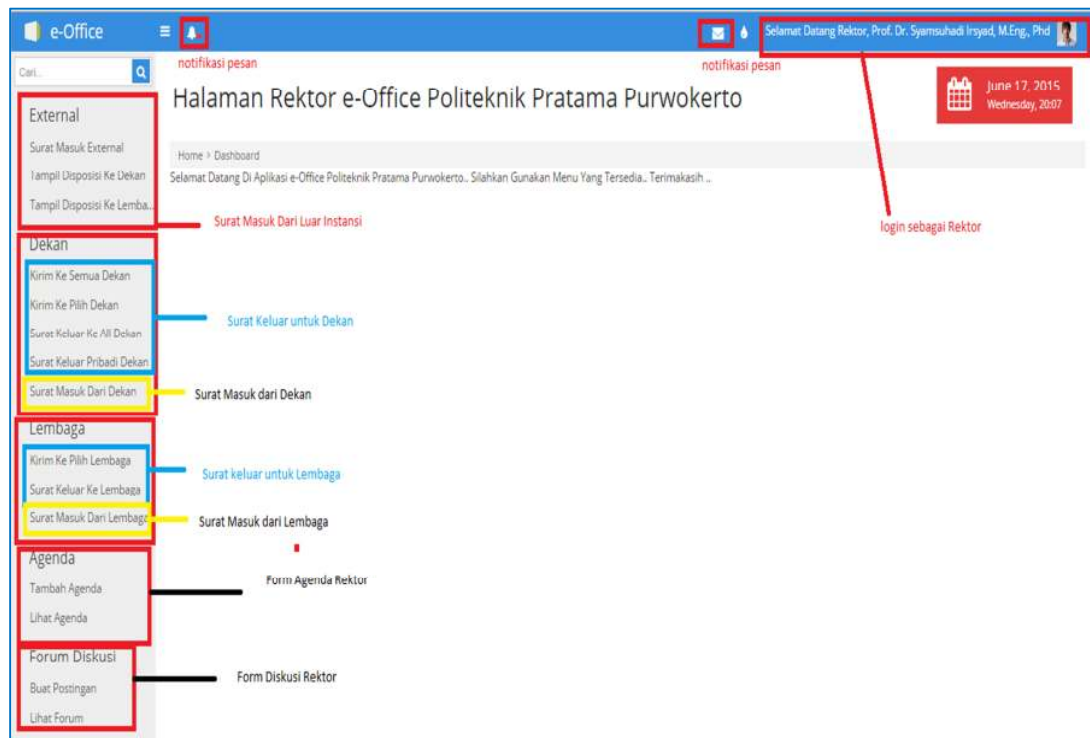 e-Office
Selamat Datang Rektor, Prof. Dr. Syamsuhadi Irsyad, M.Eng., Phd
Cari...
notifikasi pesan
notifikasi pesan
Halaman Rektor e-Office Politeknik Pratama Purwokerto
June 17, 2015
Wednesday, 20:07
External
Surat Masuk External
Tampil Disposisi Ke Dekan
Tampil Disposisi Ke Lemba...
Home > Dashboard
Selamat Datang Di Aplikasi e-Office Politeknik Pratama Purwokerto.. Silahkan Gunakan Menu Yang Tersedia.. Terimakasih ..
Surat Masuk Dari Luar Instansi
login sebagai Rektor
Dekan
Kirim Ke Semua Dekan
Kirim Ke Pilih Dekan
Surat Keluar Ke All Dekan
Surat Keluar Pribadi Dekan
Surat Masuk Dari Dekan
Surat Keluar untuk Dekan
Surat Masuk dari Dekan
Lembaga
Kirim Ke Pilih Lembaga
Surat Keluar Ke Lembaga
Surat Masuk Dari Lembaga
Surat keluar untuk Lembaga
Surat Masuk dari Lembaga
Agenda
Tambah Agenda
Lihat Agenda
Form Agenda Rektor
Forum Diskusi
Buat Postingan
Lihat Forum
Form Diskusi Rektor